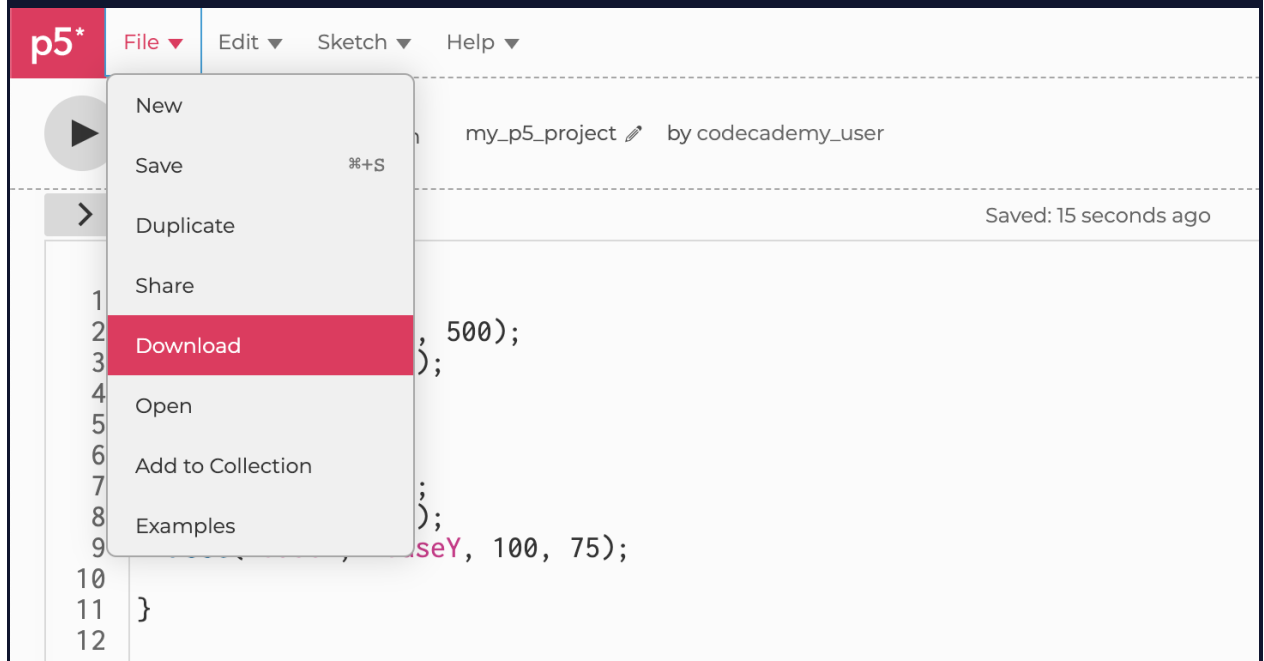 p5* File Edit Sketch Help
New
my_p5_project by codecademy_user
Save ⌘+S
Duplicate
Saved: 15 seconds ago
Share
Download
Open
Add to Collection
Examples
1
2 , 500);
3 );
4
5
6
7 ;
8 );
9 seY, 100, 75);
10
11 }
12